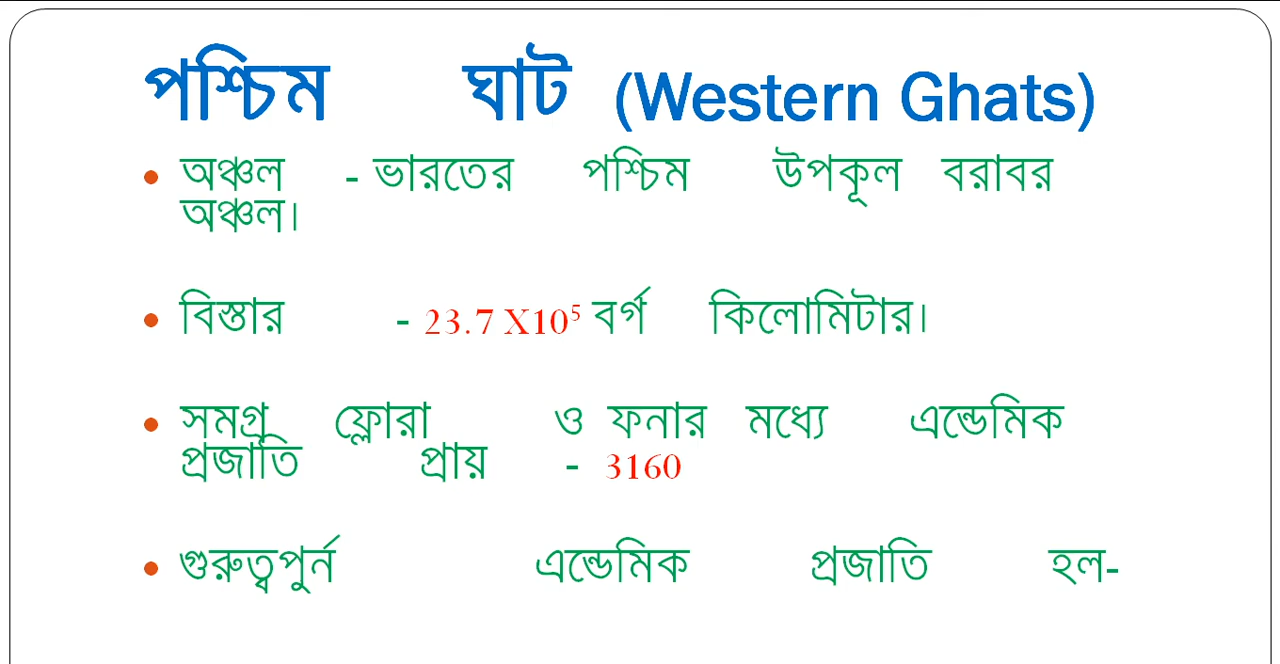 পশ্চিম ঘাট (Western Ghats)
• অঞ্চল - ভারতের পশ্চিম উপকূল বরাবর
অঞ্চল।
• বিস্তার - 23.7 X10⁵ বর্গ কিলোমিটার।
• সমগ্র ফ্লোরা ও ফনার মধ্যে এন্ডেমিক
প্রজাতি প্রায় - 3160
• গুরুত্বপুর্ন এন্ডেমিক প্রজাতি হল-